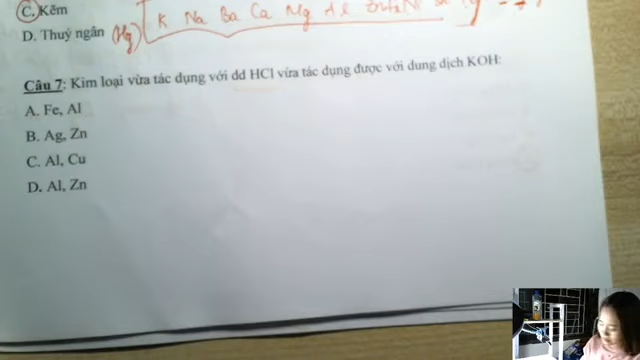 C. Kẽm
K Na Ba Ca Mg Al
D. Thuỷ ngân (Hg)
Câu 7: Kim loại vừa tác dụng với dd HCl vừa tác dụng được với dung dịch KOH:
A. Fe, Al
B. Ag, Zn
C. Al, Cu
D. Al, Zn